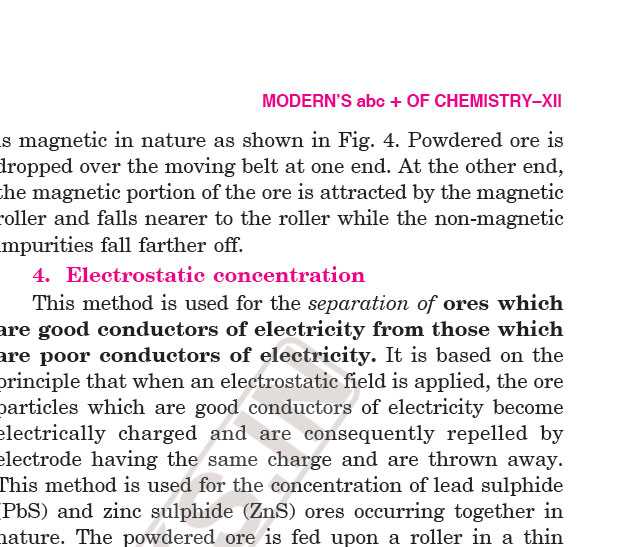 MODERN'S abc + OF CHEMISTRY–XII
is magnetic in nature as shown in Fig. 4. Powdered ore is
dropped over the moving belt at one end. At the other end,
the magnetic portion of the ore is attracted by the magnetic
roller and falls nearer to the roller while the non-magnetic
impurities fall farther off.
4. Electrostatic concentration
This method is used for the separation of ores which
are good conductors of electricity from those which
are poor conductors of electricity. It is based on the
principle that when an electrostatic field is applied, the ore
particles which are good conductors of electricity become
electrically charged and are consequently repelled by
electrode having the same charge and are thrown away.
This method is used for the concentration of lead sulphide
(PbS) and zinc sulphide (ZnS) ores occurring together in
nature. The powdered ore is fed upon a roller in a thin